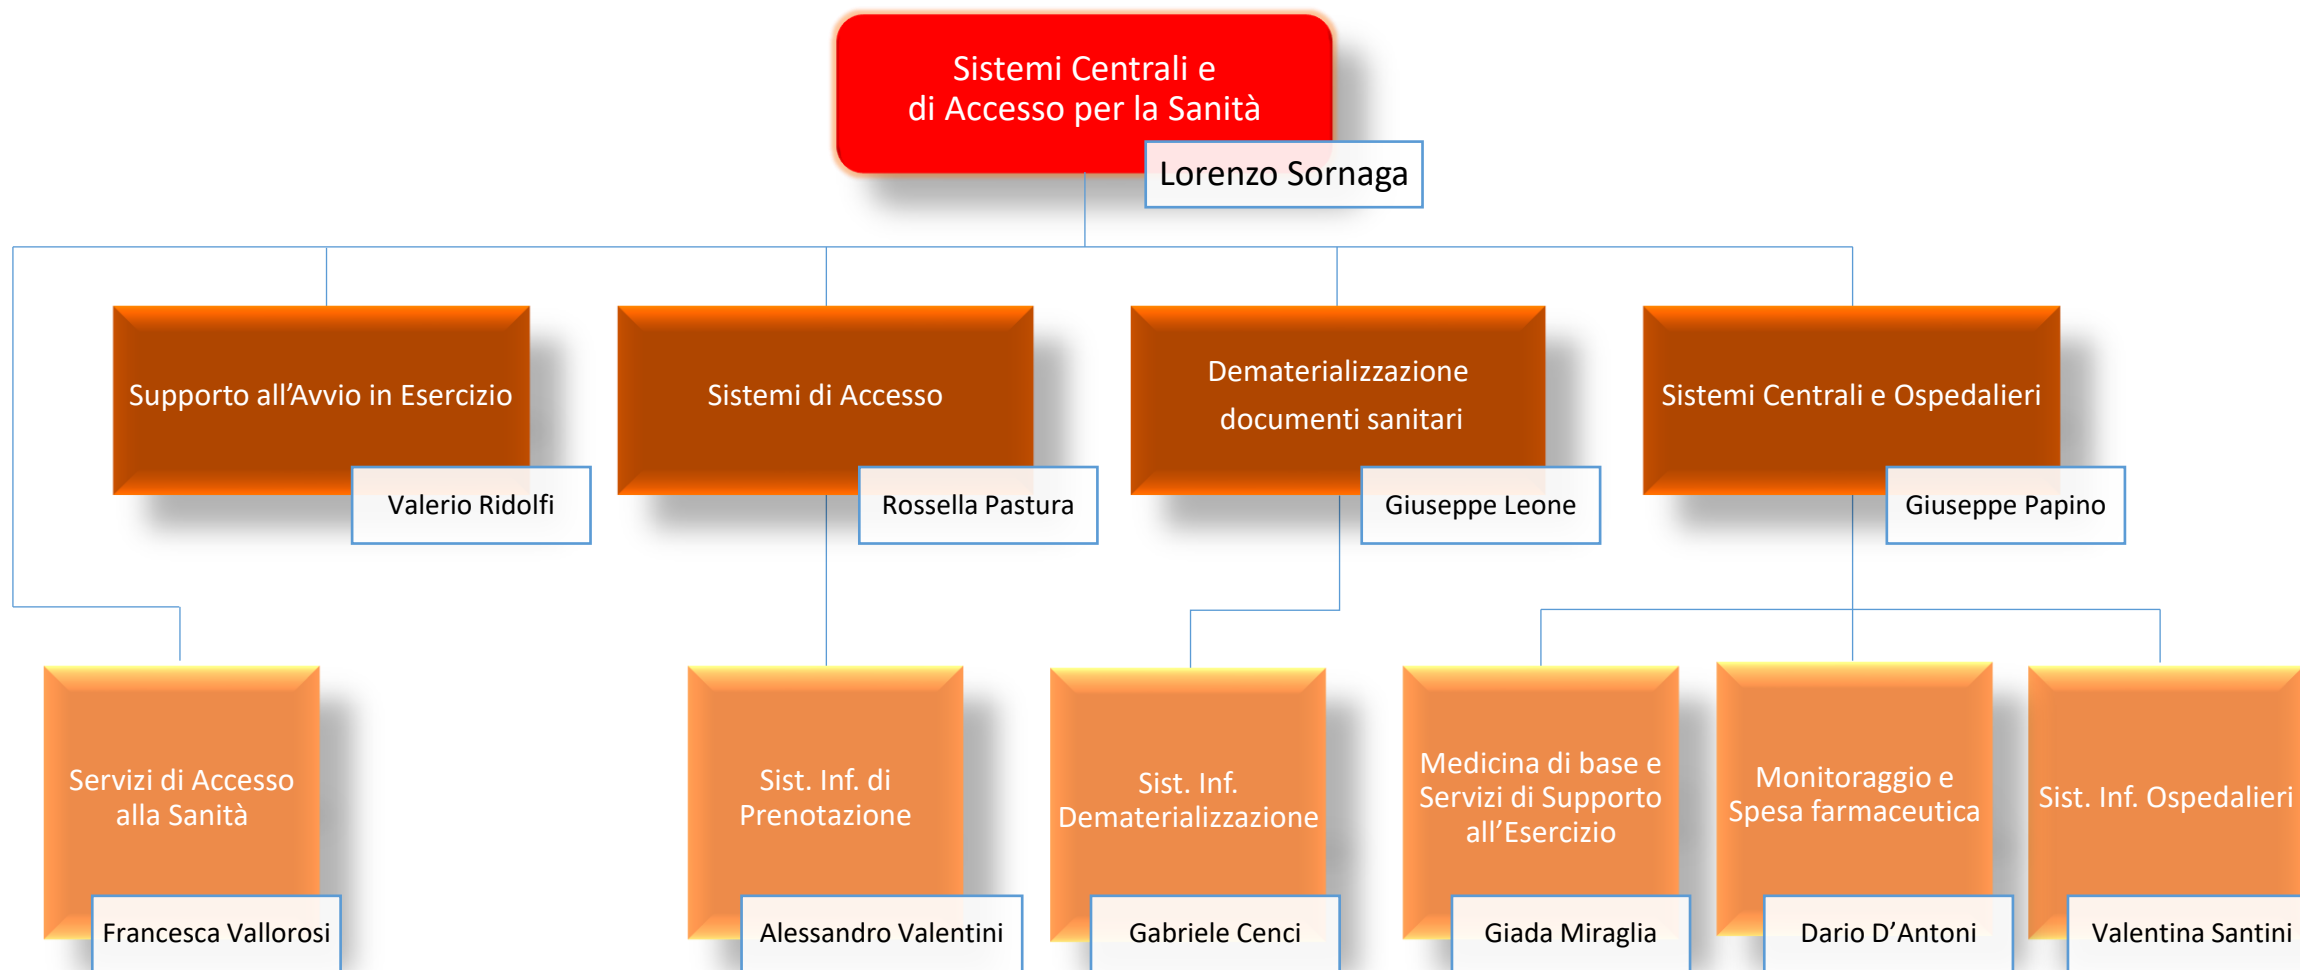 Sistemi Centrali e
di Accesso per la Sanità
Lorenzo Sornaga
Supporto all’Avvio in Esercizio
Valerio Ridolfi
Sistemi di Accesso
Rossella Pastura
Dematerializzazione
documenti sanitari
Giuseppe Leone
Sistemi Centrali e Ospedalieri
Giuseppe Papino
Servizi di Accesso
alla Sanità
Francesca Vallorosi
Sist. Inf. di
Prenotazione
Alessandro Valentini
Sist. Inf.
Dematerializzazione
Gabriele Cenci
Medicina di base e
Servizi di Supporto
all’Esercizio
Giada Miraglia
Monitoraggio e
Spesa farmaceutica
Dario D’Antoni
Sist. Inf. Ospedalieri
Valentina Santini